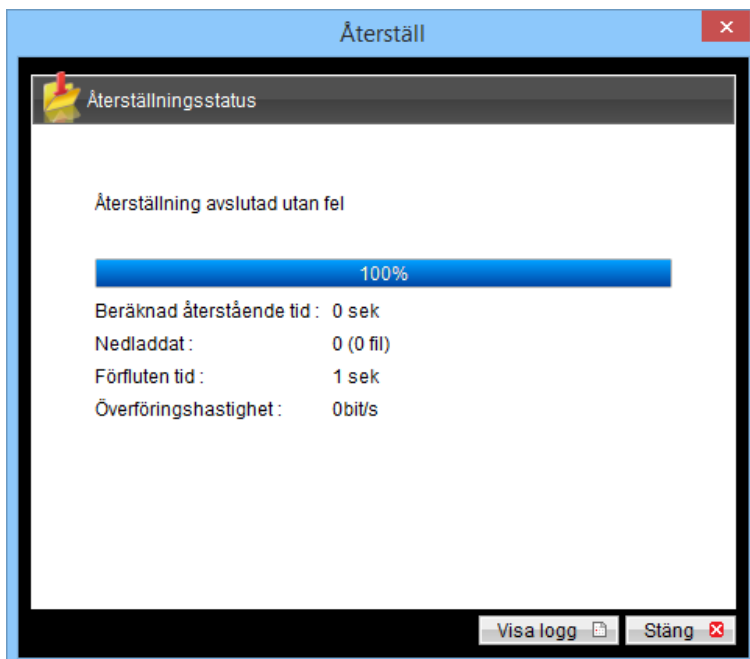 Återställ
Återställningsstatus
Återställning avslutad utan fel
100%
Beräknad återstående tid : 0 sek
Nedladdat : 0 (0 fil)
Förfluten tid : 1 sek
Överföringshastighet : 0bit/s
Visa logg Stäng